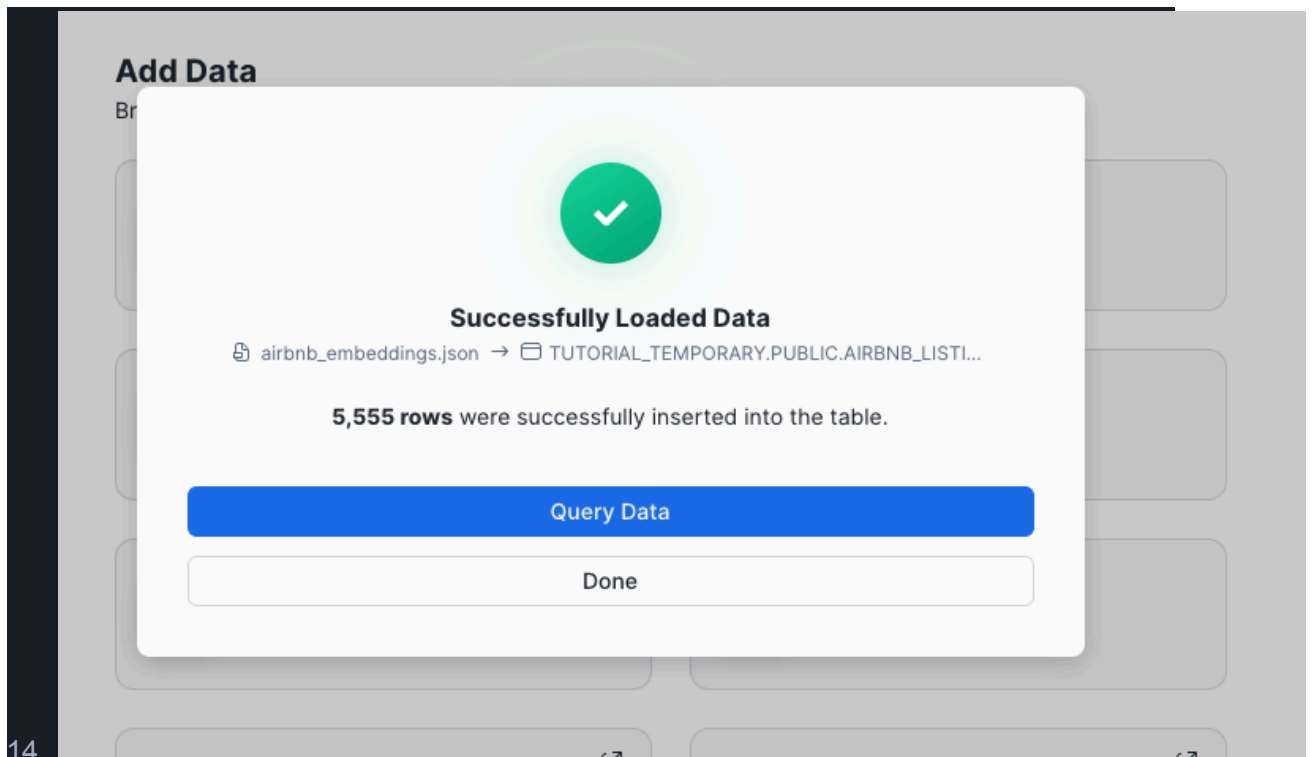 Add Data
Br
Successfully Loaded Data
airbnb_embeddings.json → TUTORIAL_TEMPORARY.PUBLIC.AIRBNB_LISTI...
5,555 rows were successfully inserted into the table.
Query Data
Done
14